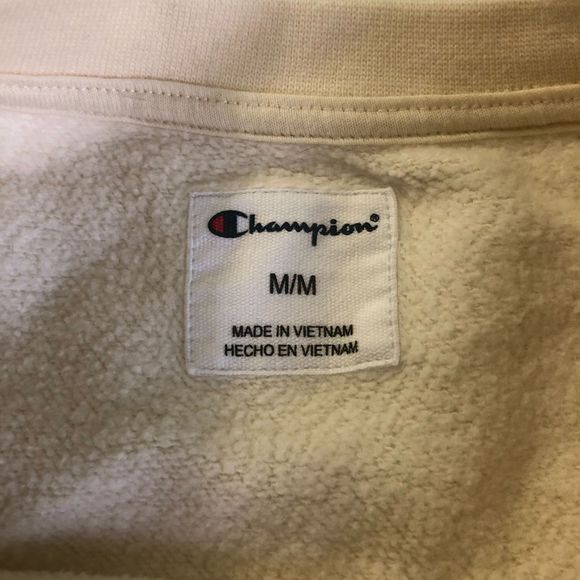 Champion®
M/M
MADE IN VIETNAM
HECHO EN VIETNAM